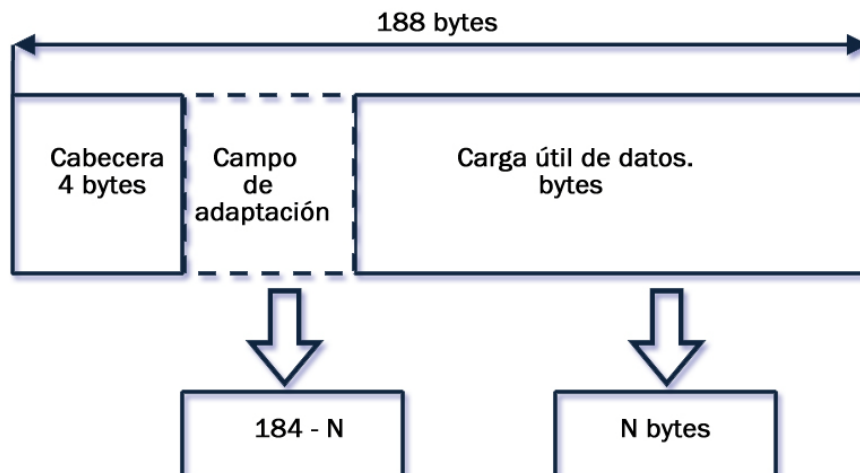 188 bytes
Cabecera
4 bytes
Campo
de
adaptación
Carga útil de datos.
bytes
184 - N
N bytes